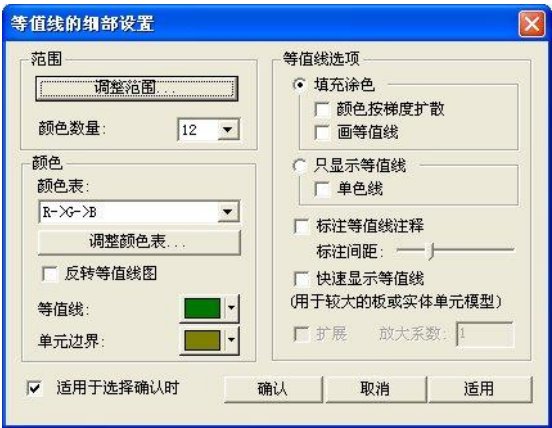 等值线的细部设置
范围
调整范围...
颜色数量: 12
颜色
颜色表:
R->G->B
调整颜色表...
反转等值线图
等值线:
单元边界:
等值线选项
填充涂色
颜色按梯度扩散
画等值线
只显示等值线
单色线
标注等值线注释
标注间距:
快速显示等值线
(用于较大的板或实体单元模型)
扩展 放大系数: 1
适用于选择确认时 确认 取消 适用